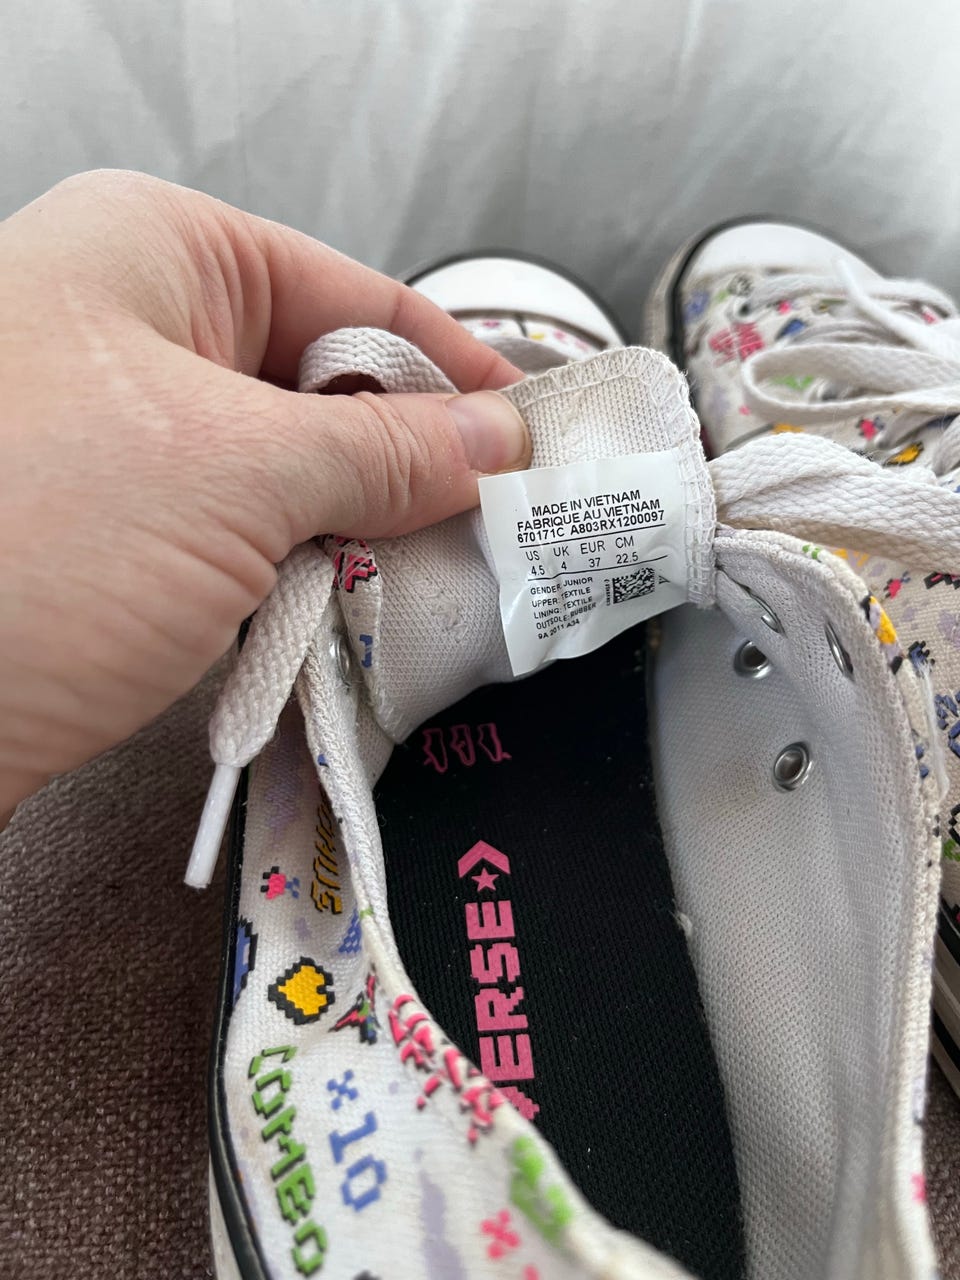 MADE IN VIETNAM
FABRIQUE AU VIETNAM
670171C A803RX1200097
US UK EUR CM
4.5 4 37 22.5
GENDER: JUNIOR
UPPER: TEXTILE
LINING: TEXTILE
OUTSOLE: RUBBER
9A 2011 A34
VERSE
COMBO
x10